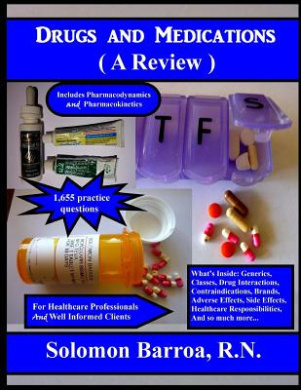 DRUGS AND MEDICATIONS
( A Review )
Includes Pharmacodynamics
and Pharmacokinetics
T F S
1,655 practice
questions
What's Inside: Generics,
Classes, Drug Interactions,
Contraindications, Brands,
Adverse Effects, Side Effects,
Healthcare Responsibilities,
And so much more...
For Healthcare Professionals
And Well Informed Clients
Solomon Barroa, R.N.